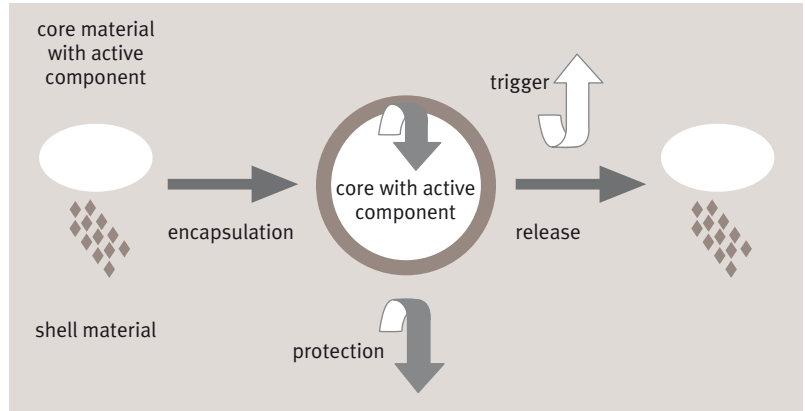 core material
with active
component
trigger
core with active
component
encapsulation
release
shell material
protection